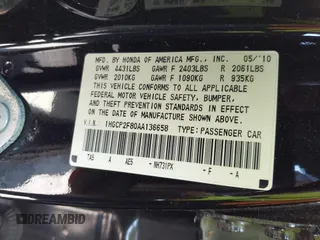 MFD. BY HONDA OF AMERICA MFG., INC. 05/'10
GVWR 4431LBS GAWR F 2403LBS R 2061LBS
GVWR 2010KG GAWR F 1090KG R 935KG
THIS VEHICLE CONFORMS TO ALL APPLICABLE
FEDERAL MOTOR VEHICLE SAFETY, BUMPER,
AND THEFT PREVENTION STANDARDS IN EFFECT
ON THE DATE OF MANUFACTURE SHOWN ABOVE.
V.I.N. 1HGCP2F80AA136658 TYPE: PASSENGER CAR
TA5 A AE5 - NH731PX - F - A
DREAMBID